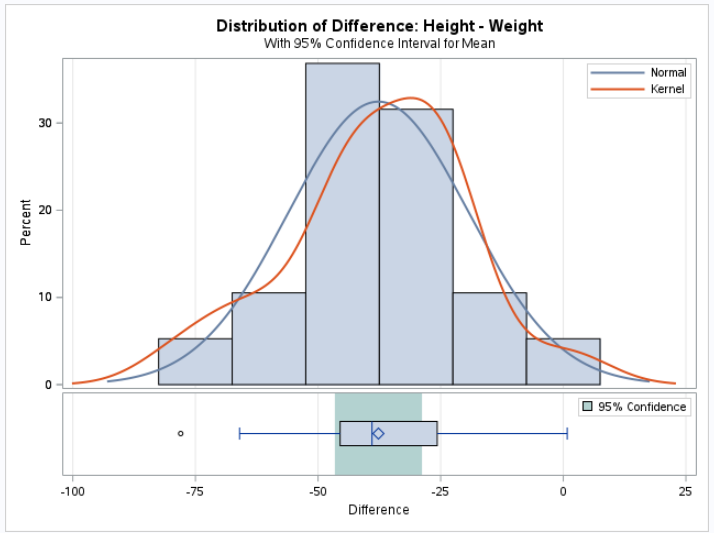 Distribution of Difference: Height - Weight
With 95% Confidence Interval for Mean
Normal
Kernel
30
20
10
0
Percent
95% Confidence
-100 -75 -50 -25 0 25
Difference